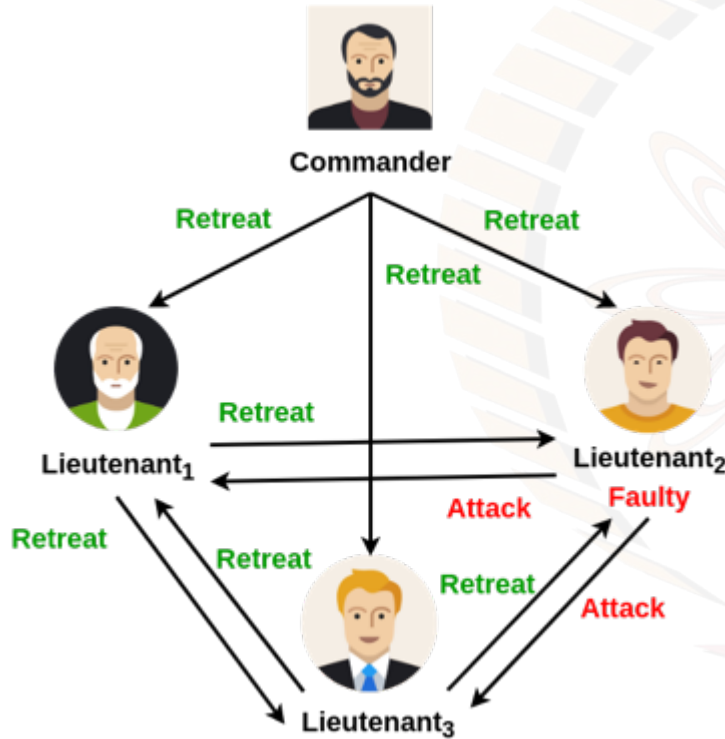 Commander
Retreat
Retreat
Retreat
Retreat
Lieutenant₁
Lieutenant₂
Attack
Faulty
Retreat
Retreat
Retreat
Attack
Lieutenant₃